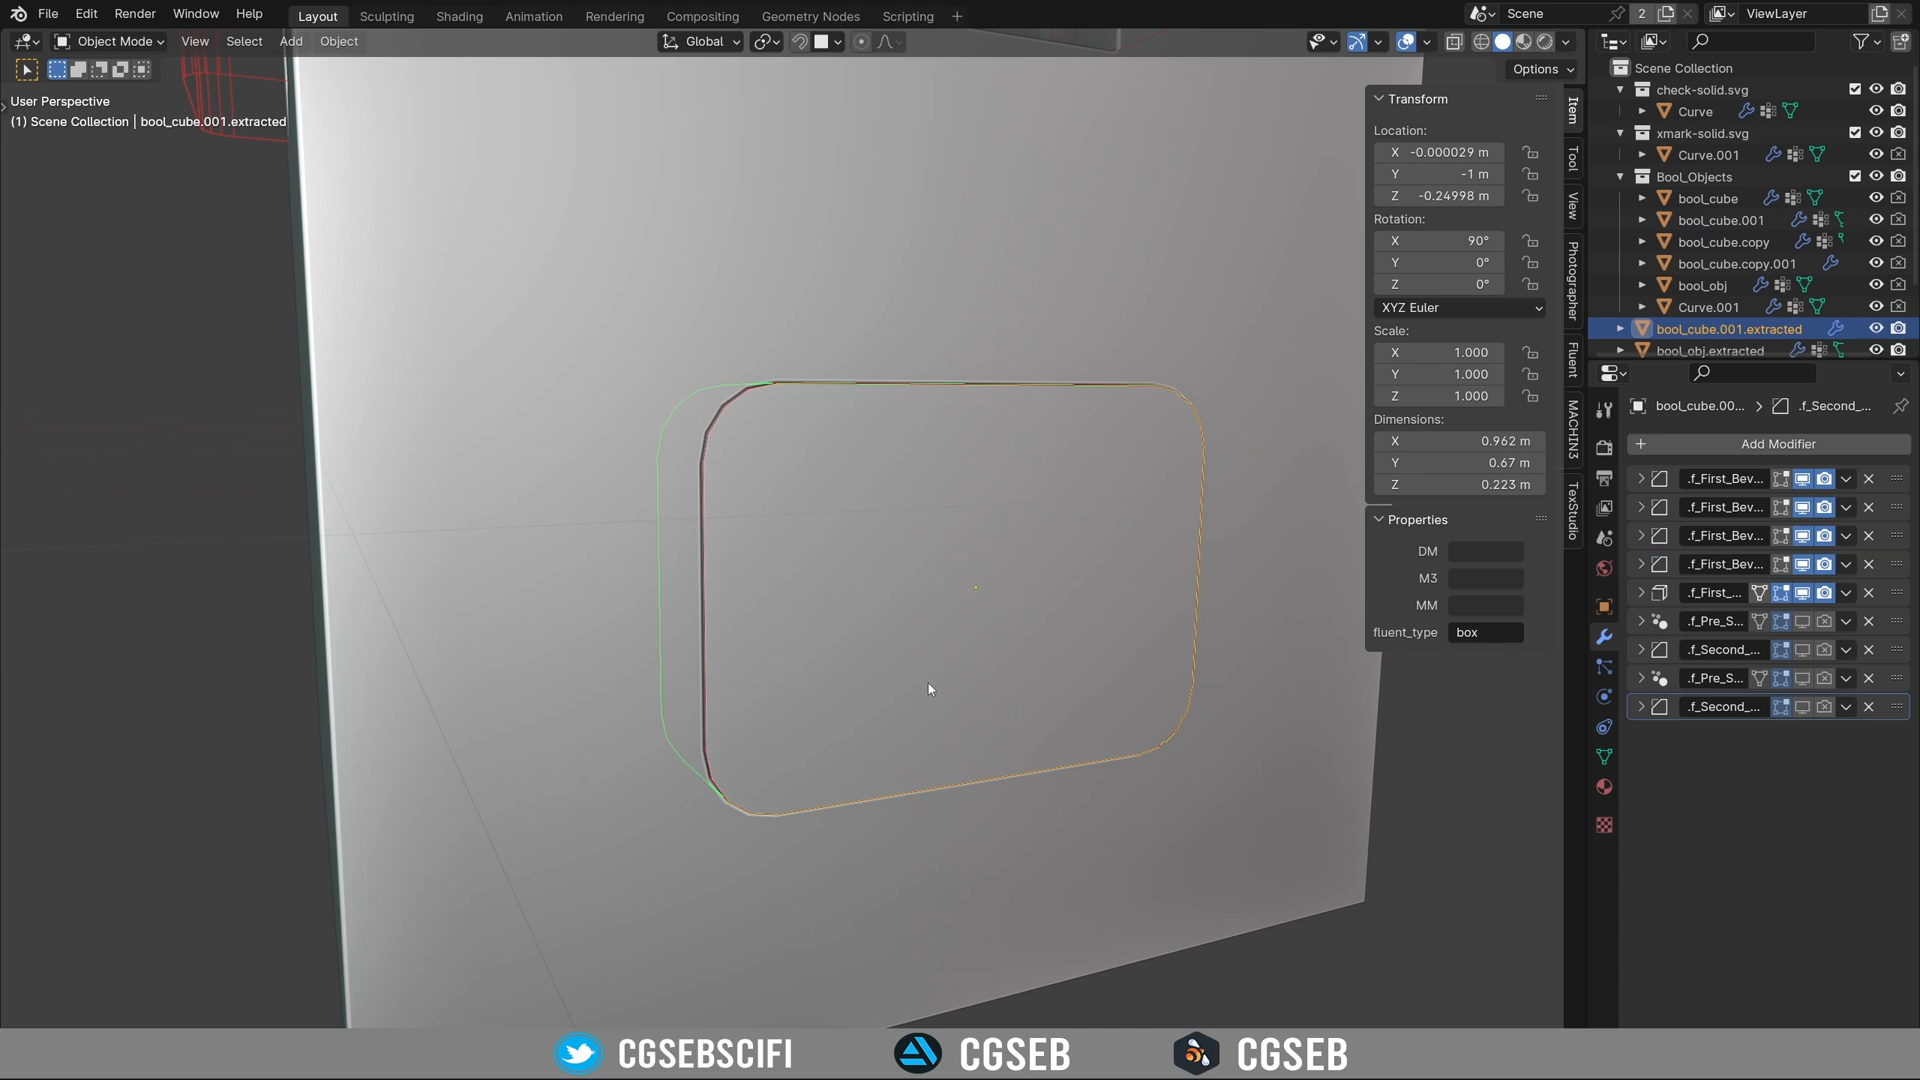 File Edit Render Window Help Layout Sculpting Shading Animation Rendering Compositing Geometry Nodes Scripting + Scene 2 ViewLayer
Object Mode View Select Add Object Global
Options
User Perspective
(1) Scene Collection | bool_cube.001.extracted
Transform
Location:
X -0.000029 m
Y -1 m
Z -0.24998 m
Rotation:
X 90°
Y 0°
Z 0°
XYZ Euler
Scale:
X 1.000
Y 1.000
Z 1.000
Dimensions:
X 0.962 m
Y 0.67 m
Z 0.223 m
Properties
DM
M3
MM
fluent_type box
Item
Tool
View
Photographer
Fluent
MACHIN3
TexStudio
Scene Collection
check-solid.svg
Curve
xmark-solid.svg
Curve.001
Bool_Objects
bool_cube
bool_cube.001
bool_cube.copy
bool_cube.copy.001
bool_obj
Curve.001
bool_cube.001.extracted
bool_obj.extracted
bool_cube.00... .f_Second_...
+ Add Modifier
.f_First_Bev...
.f_First_Bev...
.f_First_Bev...
.f_First_Bev...
.f_First_...
.f_Pre_S...
.f_Second_...
.f_Pre_S...
.f_Second_...
CGSEBSCIFI CGSEB CGSEB